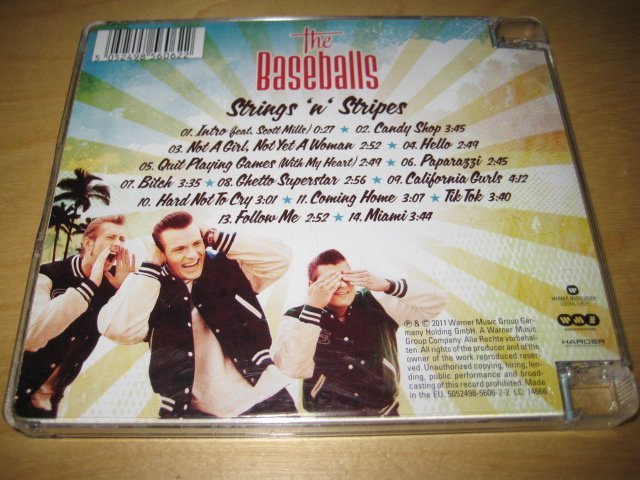 5 052498 560622
the
Baseballs
Strings 'n' Stripes
01. Intro (feat. Scott Mills) 0:27 ★ 02. Candy Shop 3:45
03. Not A Girl, Not Yet A Woman 2:52 ★ 04. Hello 2:49
05. Quit Playing Games (With My Heart) 2:49 ★ 06. Paparazzi 2:45
07. Bitch 3:35 ★ 08. Ghetto Superstar 2:56 ★ 09. California Gurls 4:12
10. Hard Not To Cry 3:01 ★ 11. Coming Home 3:07 ★ Tik Tok 3:40
13. Follow Me 2:52 ★ 14. Miami 3:44
WARNER MUSIC GROUP
WME
HARDER
℗ & © 2011 Warner Music Group Ger-
many Holding GmbH. A Warner Music
Group Company. Alle Rechte vorbehal-
ten. All rights of the producer and of the
owner of the work reproduced reser-
ved. Unauthorized copying, hiring, len-
ding, public performance and broad-
casting of this record prohibited. Made in
the EU. 5052498-5606-2-2. LC: 14666